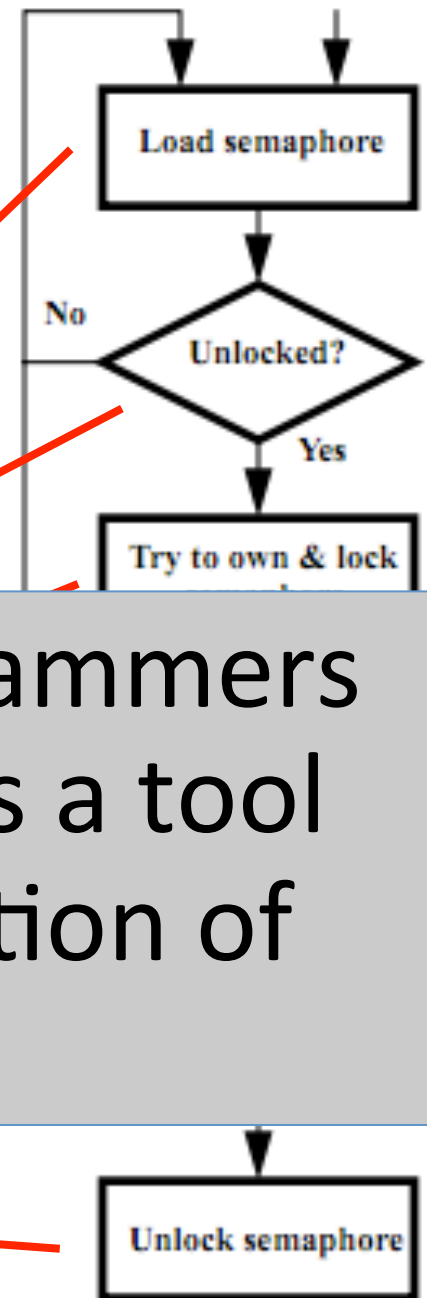 Load semaphore
No
Unlocked?
Yes
Try to own & lock
ammers
s a tool
tion of
Unlock semaphore